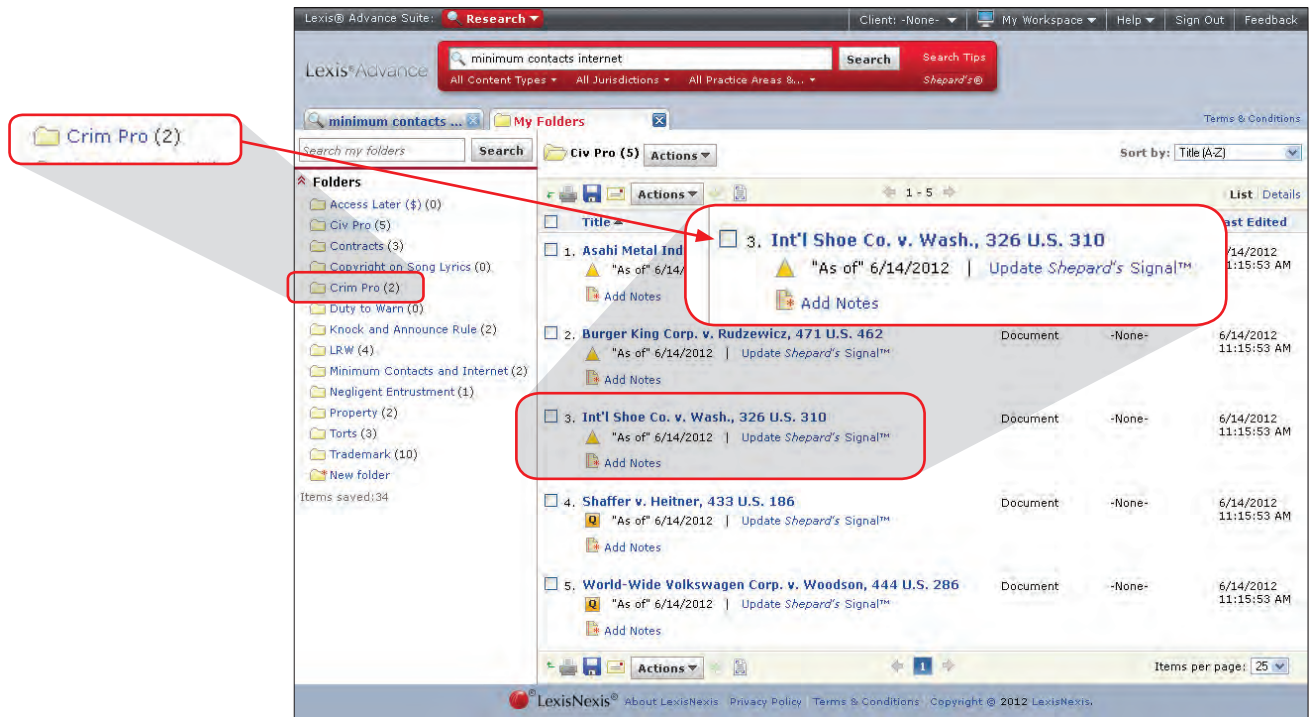 Lexis® Advance Suite: Research Client: -None- My Workspace Help Sign Out Feedback
Lexis®Advance
minimum contacts internet Search Search Tips
All Content Types All Jurisdictions All Practice Areas &... Shepard's®
minimum contacts ... My Folders Terms & Conditions
Crim Pro (2)
Search my folders Search
Civ Pro (5) Actions Sort by: Title (A-Z)
Folders
Access Later ($) (0)
Civ Pro (5)
Contracts (3)
Copyright on Song Lyrics (0)
Crim Pro (2)
Duty to Warn (0)
Knock and Announce Rule (2)
LRW (4)
Minimum Contacts and Internet (2)
Negligent Entrustment (1)
Property (2)
Torts (3)
Trademark (10)
New folder
Items saved:34
Actions 1 - 5 List Details
Title Last Edited
1. Asahi Metal Ind
"As of" 6/14/
Add Notes
/14/2012
1:15:53 AM
3. Int'l Shoe Co. v. Wash., 326 U.S. 310
"As of" 6/14/2012 | Update Shepard's Signal™
Add Notes
2. Burger King Corp. v. Rudzewicz, 471 U.S. 462 Document -None- 6/14/2012
"As of" 6/14/2012 | Update Shepard's Signal™ 11:15:53 AM
Add Notes
3. Int'l Shoe Co. v. Wash., 326 U.S. 310 Document -None- 6/14/2012
"As of" 6/14/2012 | Update Shepard's Signal™ 11:15:53 AM
Add Notes
4. Shaffer v. Heitner, 433 U.S. 186 Document -None- 6/14/2012
Q "As of" 6/14/2012 | Update Shepard's Signal™ 11:15:53 AM
Add Notes
5. World-Wide Volkswagen Corp. v. Woodson, 444 U.S. 286 Document -None- 6/14/2012
Q "As of" 6/14/2012 | Update Shepard's Signal™ 11:15:53 AM
Add Notes
Actions 1 Items per page: 25
LexisNexis® About LexisNexis Privacy Policy Terms & Conditions Copyright © 2012 LexisNexis.